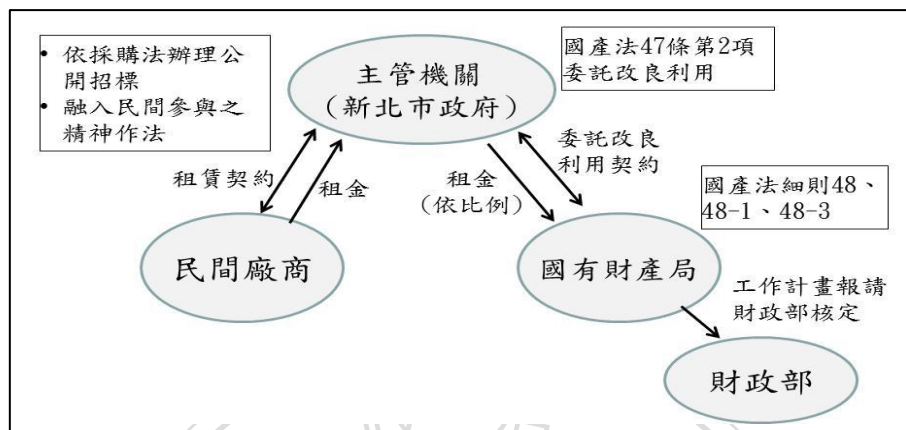 • 依採購法辦理公
開招標
• 融入民間參與之
精神作法
主管機關
(新北市政府)
國產法47條第2項
委託改良利用
租賃契約
租金
租金
(依比例)
委託改良
利用契約
國產法細則48、
48-1、48-3
民間廠商
國有財產局
工作計畫報請
財政部核定
財政部